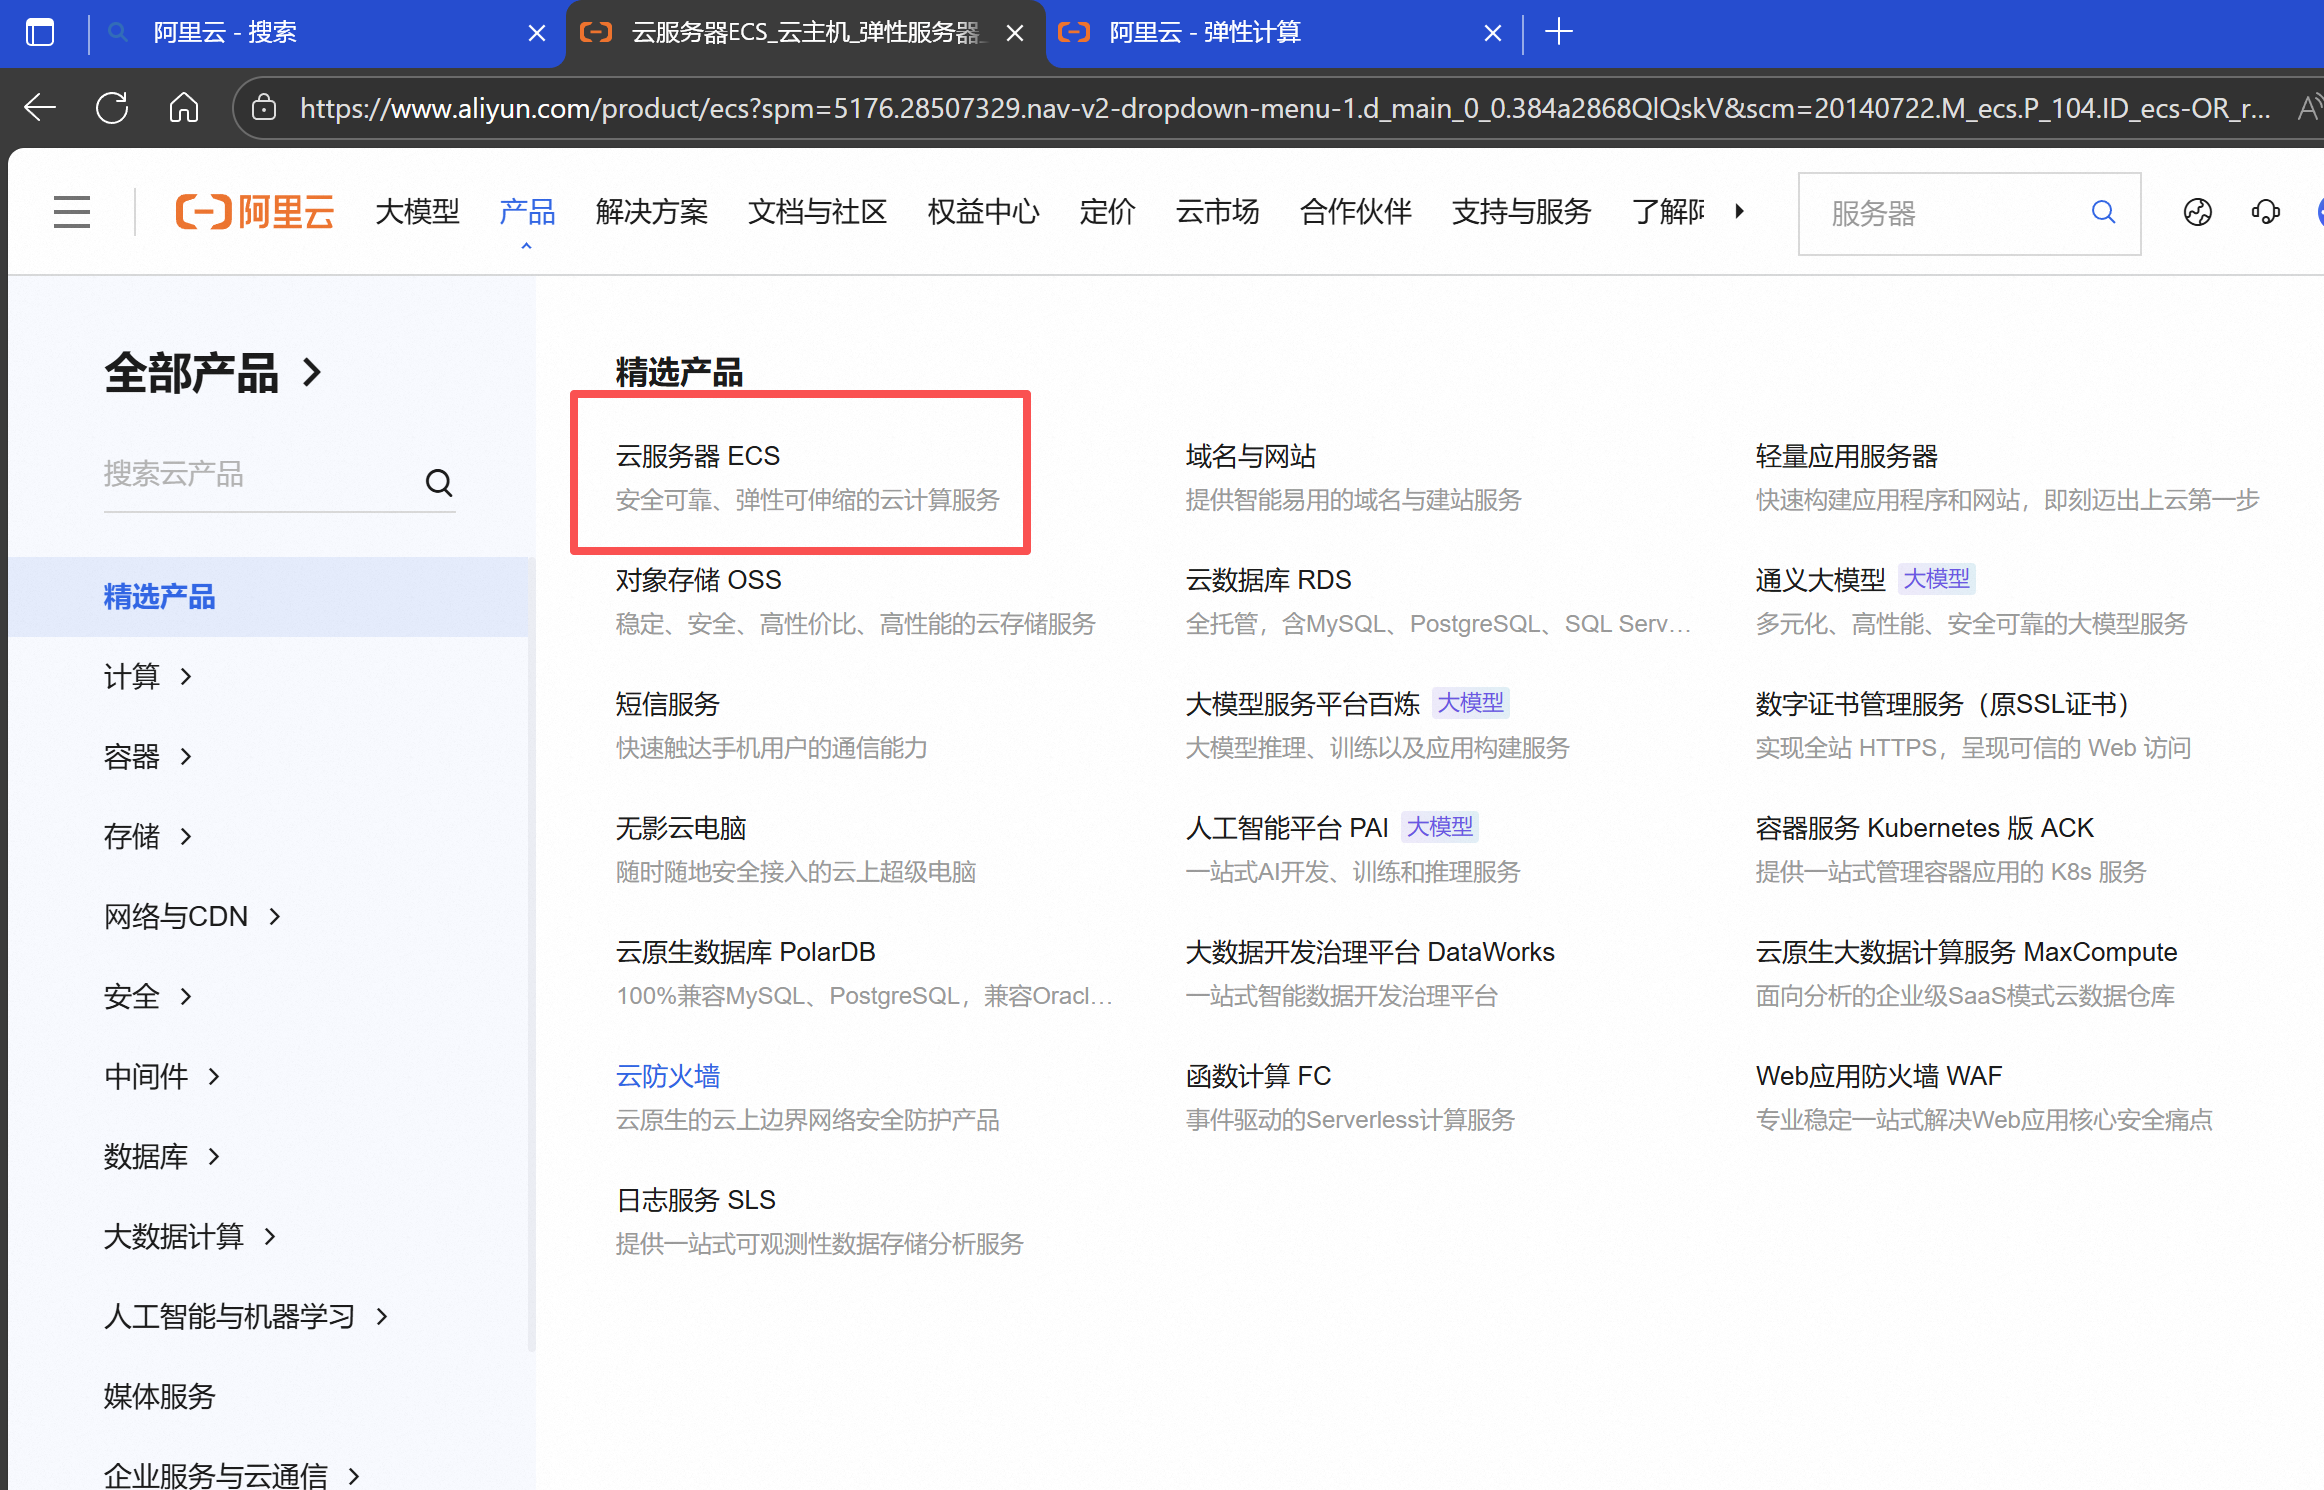 阿里云 - 搜索
云服务器ECS_云主机_弹性服务器_
阿里云 - 弹性计算
https://www.aliyun.com/product/ecs?spm=5176.28507329.nav-v2-dropdown-menu-1.d_main_0_0.384a2868QlQskV&scm=20140722.M_ecs.P_104.ID_ecs-OR_r...
阿里云 大模型 产品 解决方案 文档与社区 权益中心 定价 云市场 合作伙伴 支持与服务 了解
服务器
全部产品
搜索云产品
精选产品
计算
容器
存储
网络与CDN
安全
中间件
数据库
大数据计算
人工智能与机器学习
媒体服务
企业服务与云通信
精选产品
云服务器 ECS
安全可靠、弹性可伸缩的云计算服务
域名与网站
提供智能易用的域名与建站服务
轻量应用服务器
快速构建应用程序和网站，即刻迈出上云第一步
对象存储 OSS
稳定、安全、高性价比、高性能的云存储服务
云数据库 RDS
全托管，含MySQL、PostgreSQL、SQL Serv...
通义大模型 大模型
多元化、高性能、安全可靠的大模型服务
短信服务
快速触达手机用户的通信能力
大模型服务平台百炼 大模型
大模型推理、训练以及应用构建服务
数字证书管理服务（原SSL证书）
实现全站 HTTPS，呈现可信的 Web 访问
无影云电脑
随时随地安全接入的云上超级电脑
人工智能平台 PAI 大模型
一站式AI开发、训练和推理服务
容器服务 Kubernetes 版 ACK
提供一站式管理容器应用的 K8s 服务
云原生数据库 PolarDB
100%兼容MySQL、PostgreSQL，兼容Oracl...
大数据开发治理平台 DataWorks
一站式智能数据开发治理平台
云原生大数据计算服务 MaxCompute
面向分析的企业级SaaS模式云数据仓库
云防火墙
云原生的云上边界网络安全防护产品
函数计算 FC
事件驱动的Serverless计算服务
Web应用防火墙 WAF
专业稳定一站式解决Web应用核心安全痛点
日志服务 SLS
提供一站式可观测性数据存储分析服务